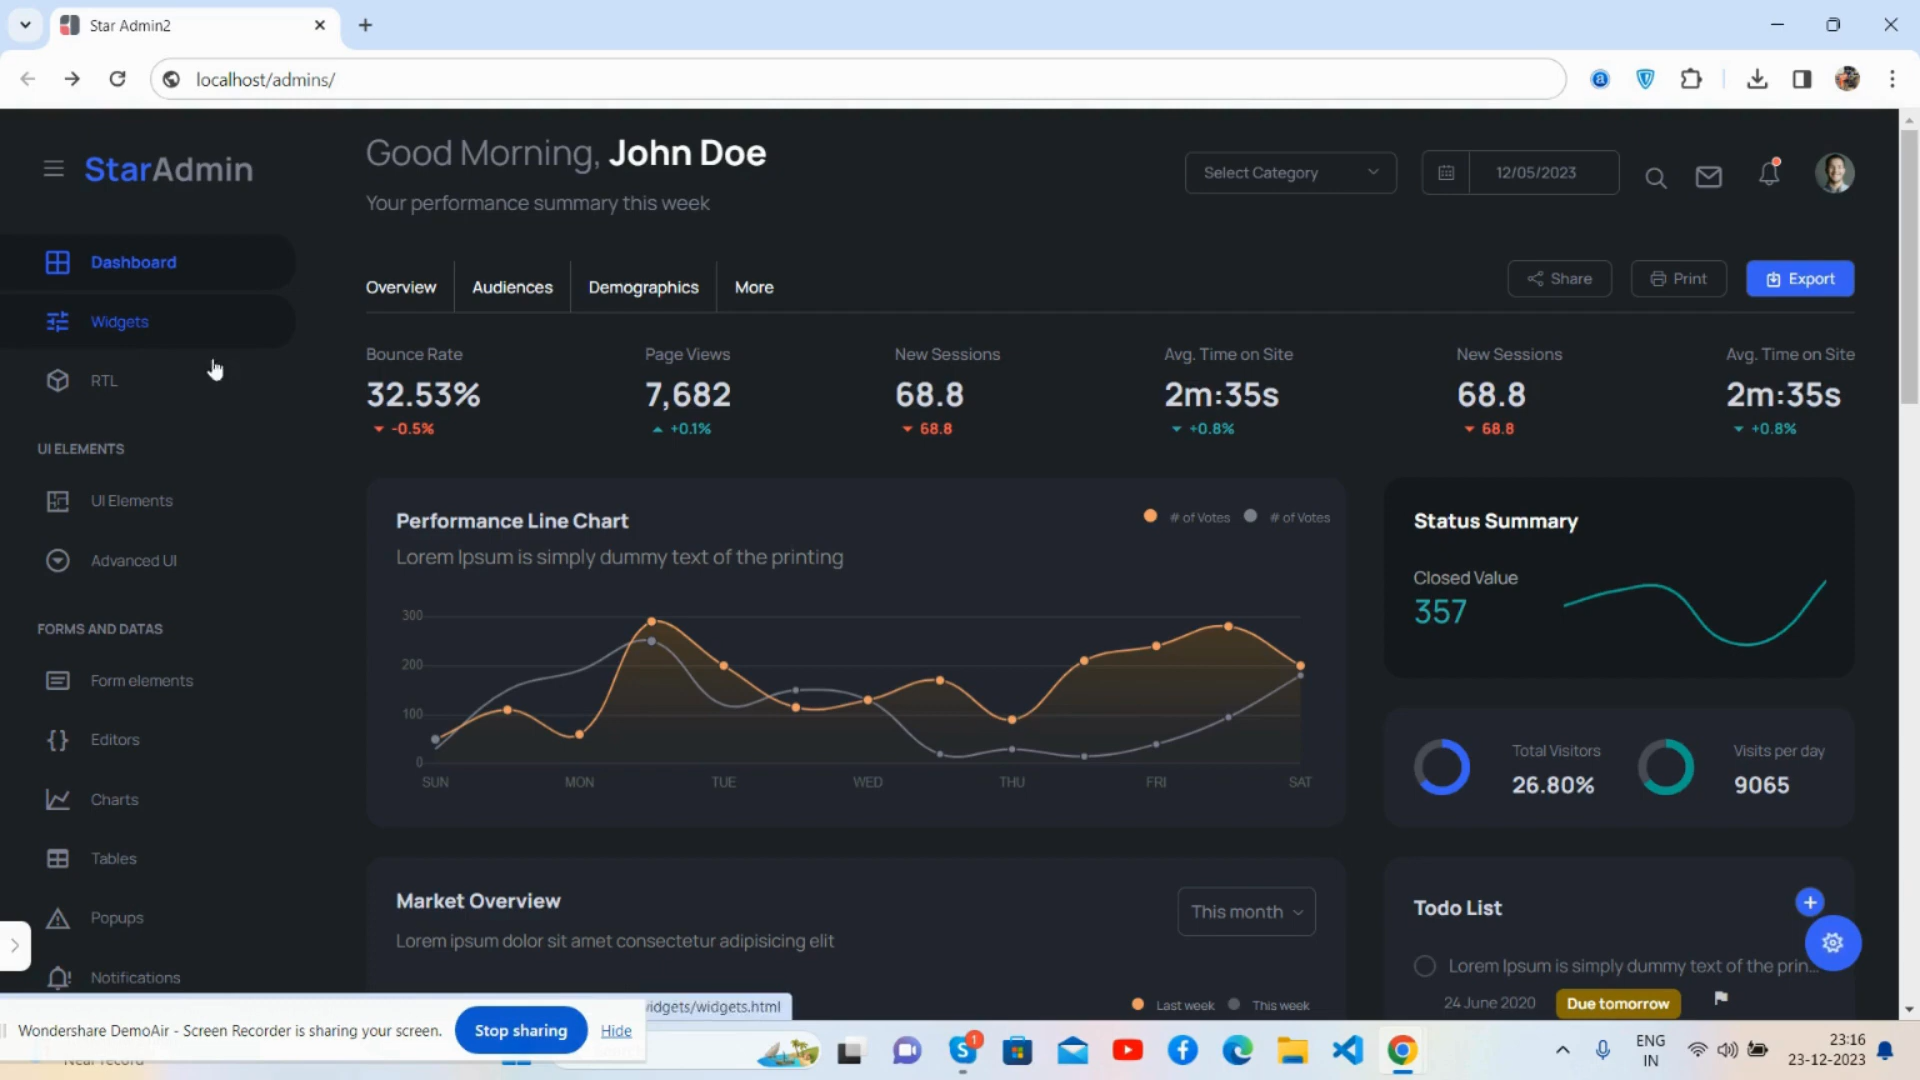 Star Admin2
localhost/admins/
StarAdmin
Good Morning, John Doe
Your performance summary this week
Select Category
12/05/2023
Dashboard
Widgets
RTL
UI ELEMENTS
UI Elements
Advanced UI
FORMS AND DATAS
Form elements
Editors
Charts
Tables
Popups
Notifications
Overview
Audiences
Demographics
More
Share
Print
Export
Bounce Rate
32.53%
-0.5%
Page Views
7,682
+0.1%
New Sessions
68.8
68.8
Avg. Time on Site
2m:35s
+0.8%
New Sessions
68.8
68.8
Avg. Time on Site
2m:35s
+0.8%
Performance Line Chart
Lorem Ipsum is simply dummy text of the printing
# of Votes
# of Votes
300
200
100
0
SUN
MON
TUE
WED
THU
FRI
SAT
Status Summary
Closed Value
357
Total Visitors
26.80%
Visits per day
9065
Market Overview
Lorem ipsum dolor sit amet consectetur adipisicing elit
This month
Last week
This week
Todo List
Lorem Ipsum is simply dummy text of the prin...
24 June 2020
Due tomorrow
idgets/widgets.html
Wondershare DemoAir - Screen Recorder is sharing your screen.
Stop sharing
Hide
1
ENG
IN
23:16
23-12-2023